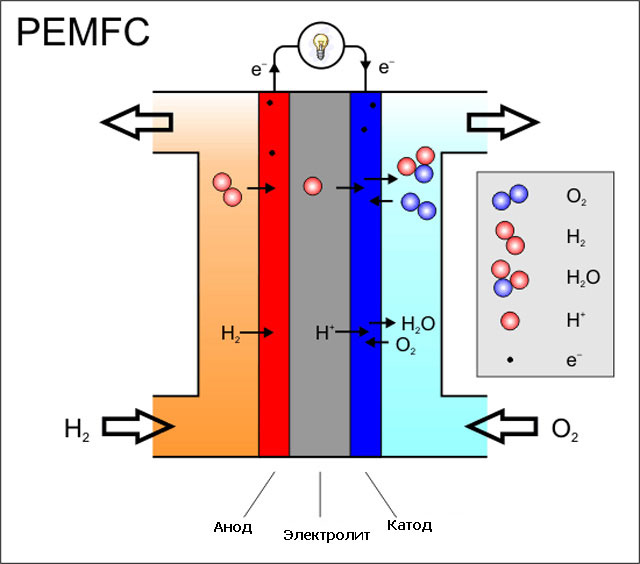 PEMFC
e⁻
e⁻
O₂
H₂
H₂O
H⁺
e⁻
H₂
H⁺
H₂O
O₂
H₂
O₂
Анод
Электролит
Катод